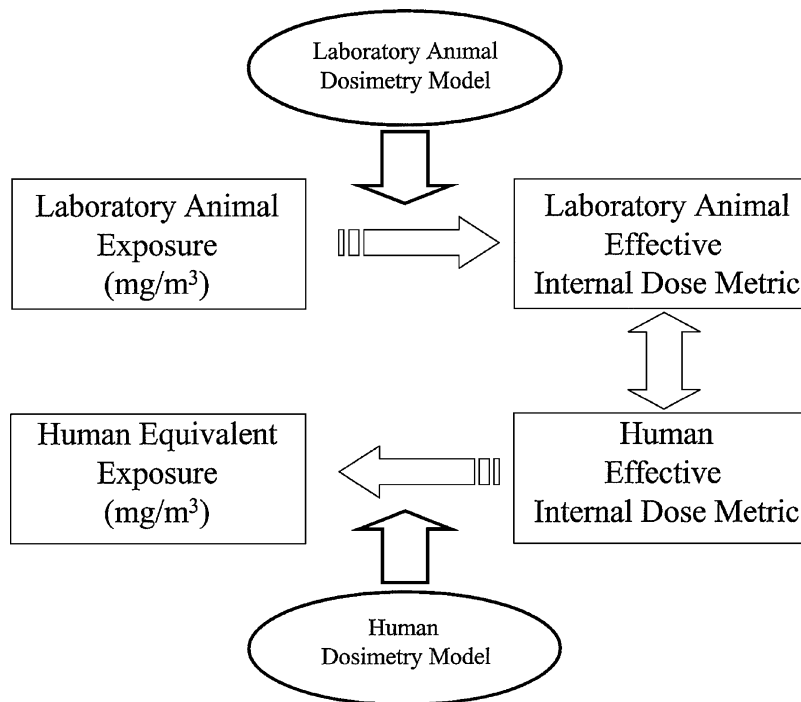 Laboratory Animal
Dosimetry Model
Laboratory Animal
Exposure
(mg/m³)
Laboratory Animal
Effective
Internal Dose Metric
Human Equivalent
Exposure
(mg/m³)
Human
Effective
Internal Dose Metric
Human
Dosimetry Model